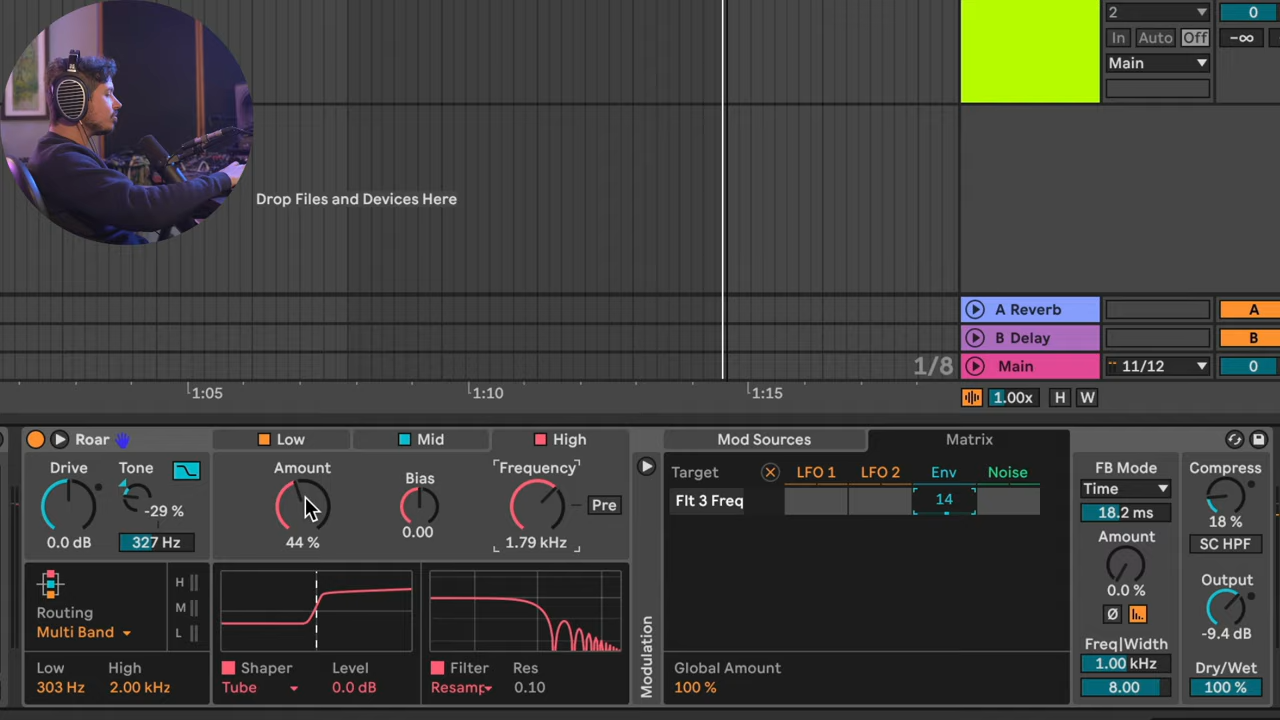 2
0
In Auto Off
-∞
Main
Drop Files and Devices Here
A Reverb
A
B Delay
B
1/8
Main
11/12
0
1:05
1:10
1:15
1.00x
H
W
Roar
Low
Mid
High
Mod Sources
Matrix
Drive
Tone
-29 %
0.0 dB
327 Hz
Amount
44 %
Bias
0.00
Frequency
1.79 kHz
Pre
Target
LFO 1
LFO 2
Env
Noise
Flt 3 Freq
14
FB Mode
Time
18.2 ms
Amount
0.0 %
Ø
Compress
18 %
SC HPF
Output
-9.4 dB
Routing
Multi Band
H
M
L
Low
High
303 Hz
2.00 kHz
Shaper
Level
Tube
0.0 dB
Filter
Res
Resamp
0.10
Modulation
Global Amount
100 %
Freq|Width
1.00 kHz
8.00
Dry/Wet
100 %